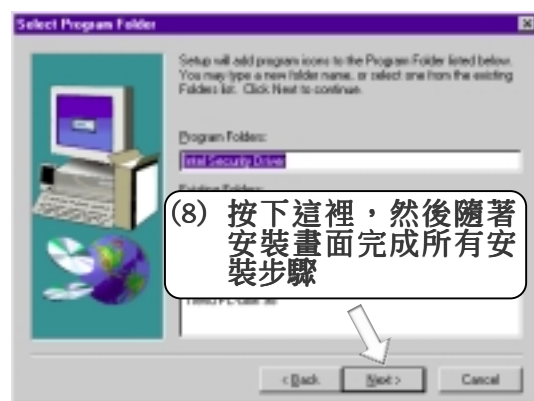 Select Program Folder
Setup will add program icons to the Program Folder listed below.
You may type a new folder name, or select one from the existing
Folders list. Click Next to continue.
Program Folders:
Intel Security Driver
Existing Folders:
(8) 按下這裡，然後隨著
安裝畫面完成所有安
裝步驟
< Back
Next >
Cancel